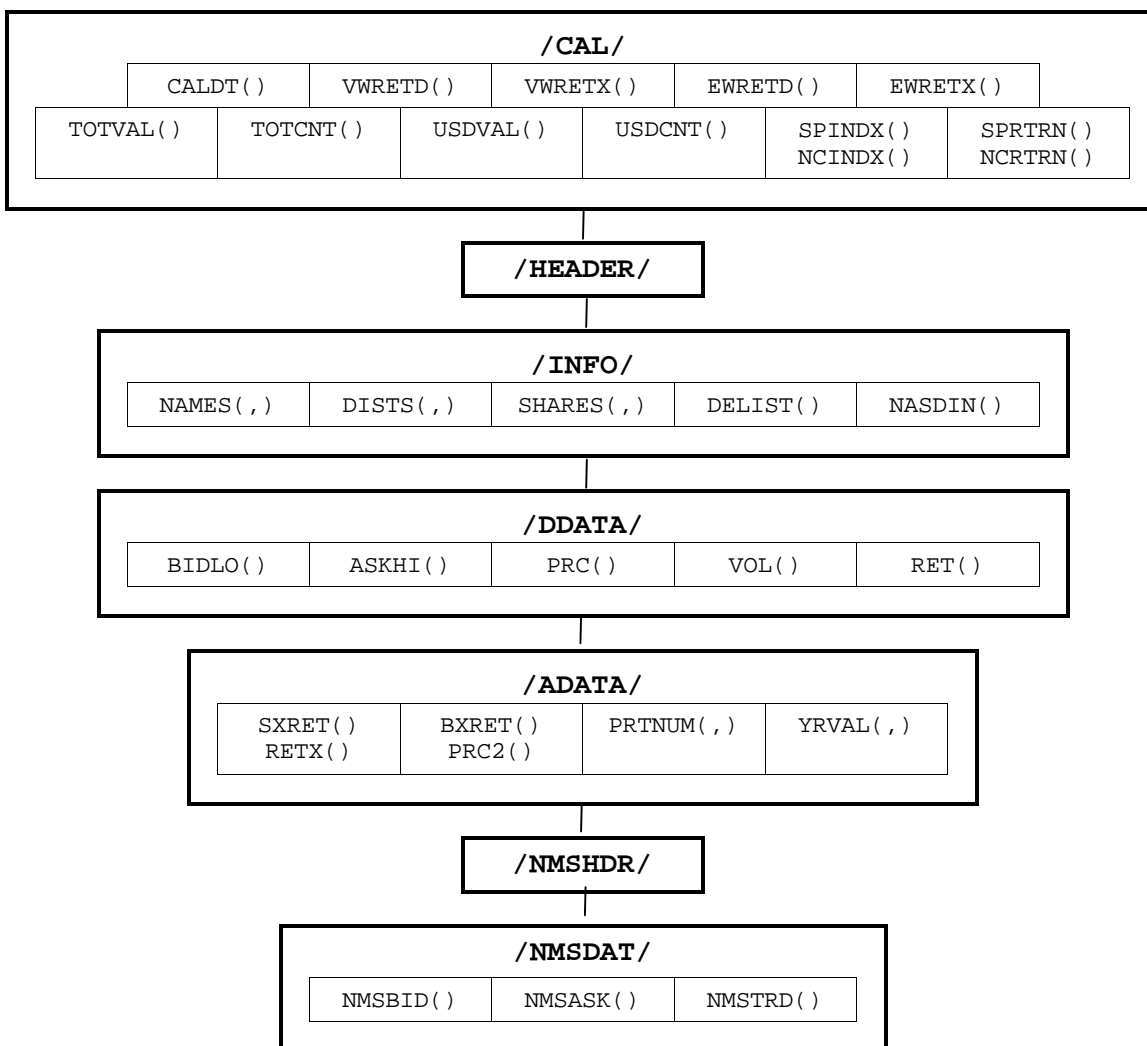 /CAL/
CALDT() VWRETD() VWRETX() EWRETD() EWRETX()
TOTVAL() TOTCNT() USDVAL() USDCNT() SPINDX() SPRTRN()
NCINDX() NCRTRN()
/HEADER/
/INFO/
NAMES(,) DISTS(,) SHARES(,) DELIST() NASDIN()
/DDATA/
BIDLO() ASKHI() PRC() VOL() RET()
/ADATA/
SXRET() BXRET() PRTNUM(,) YRVAL(,)
RETX() PRC2()
/NMSHDR/
/NMSDAT/
NMSBID() NMSASK() NMSTRD()